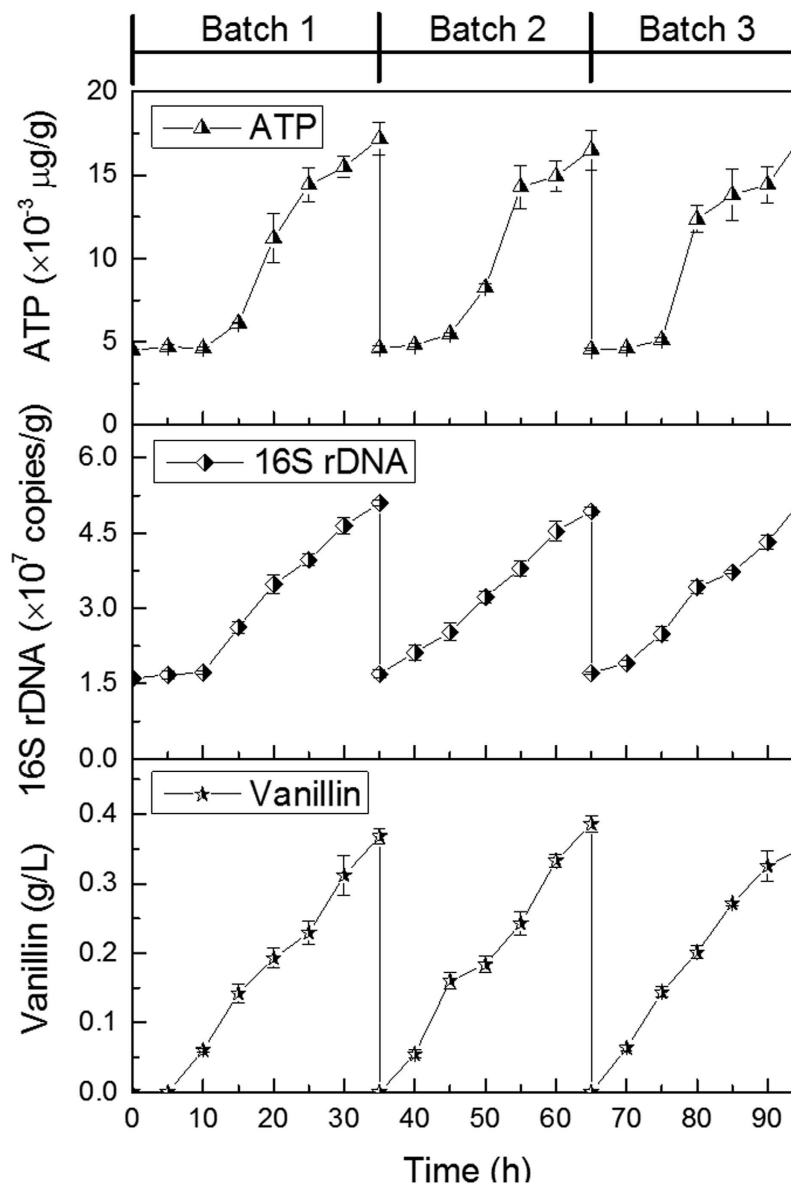 Batch 1 Batch 2 Batch 3
ATP (×10⁻³ μg/g)
20
15
10
5
0
ATP
16S rDNA (×10⁷ copies/g)
6.0
4.5
3.0
1.5
0.0
16S rDNA
Vanillin (g/L)
0.4
0.3
0.2
0.1
0.0
Vanillin
0 10 20 30 40 50 60 70 80 90
Time (h)